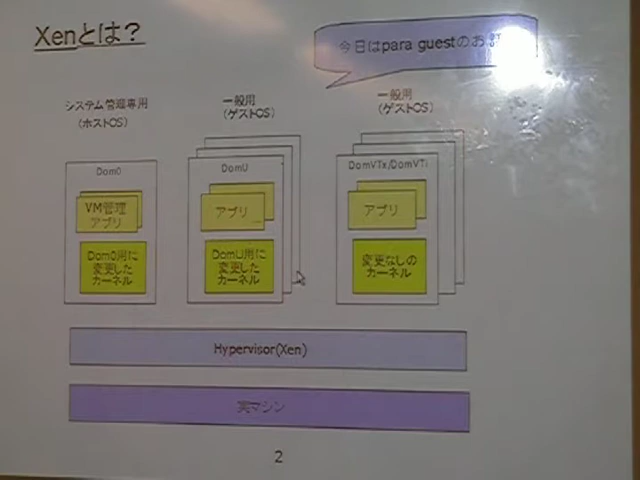 Xenとは？
今日はpara guestのお
システム管理専用
（ホストOS）
一般用
（ゲストOS）
一般用
（ゲストOS）
Dom0
VM管理
アプリ
Dom0用に
変更した
カーネル
DomU
アプリ
DomU用に
変更した
カーネル
DomVTx/DomVTi
アプリ
変更なしの
カーネル
Hypervisor(Xen)
実マシン
2